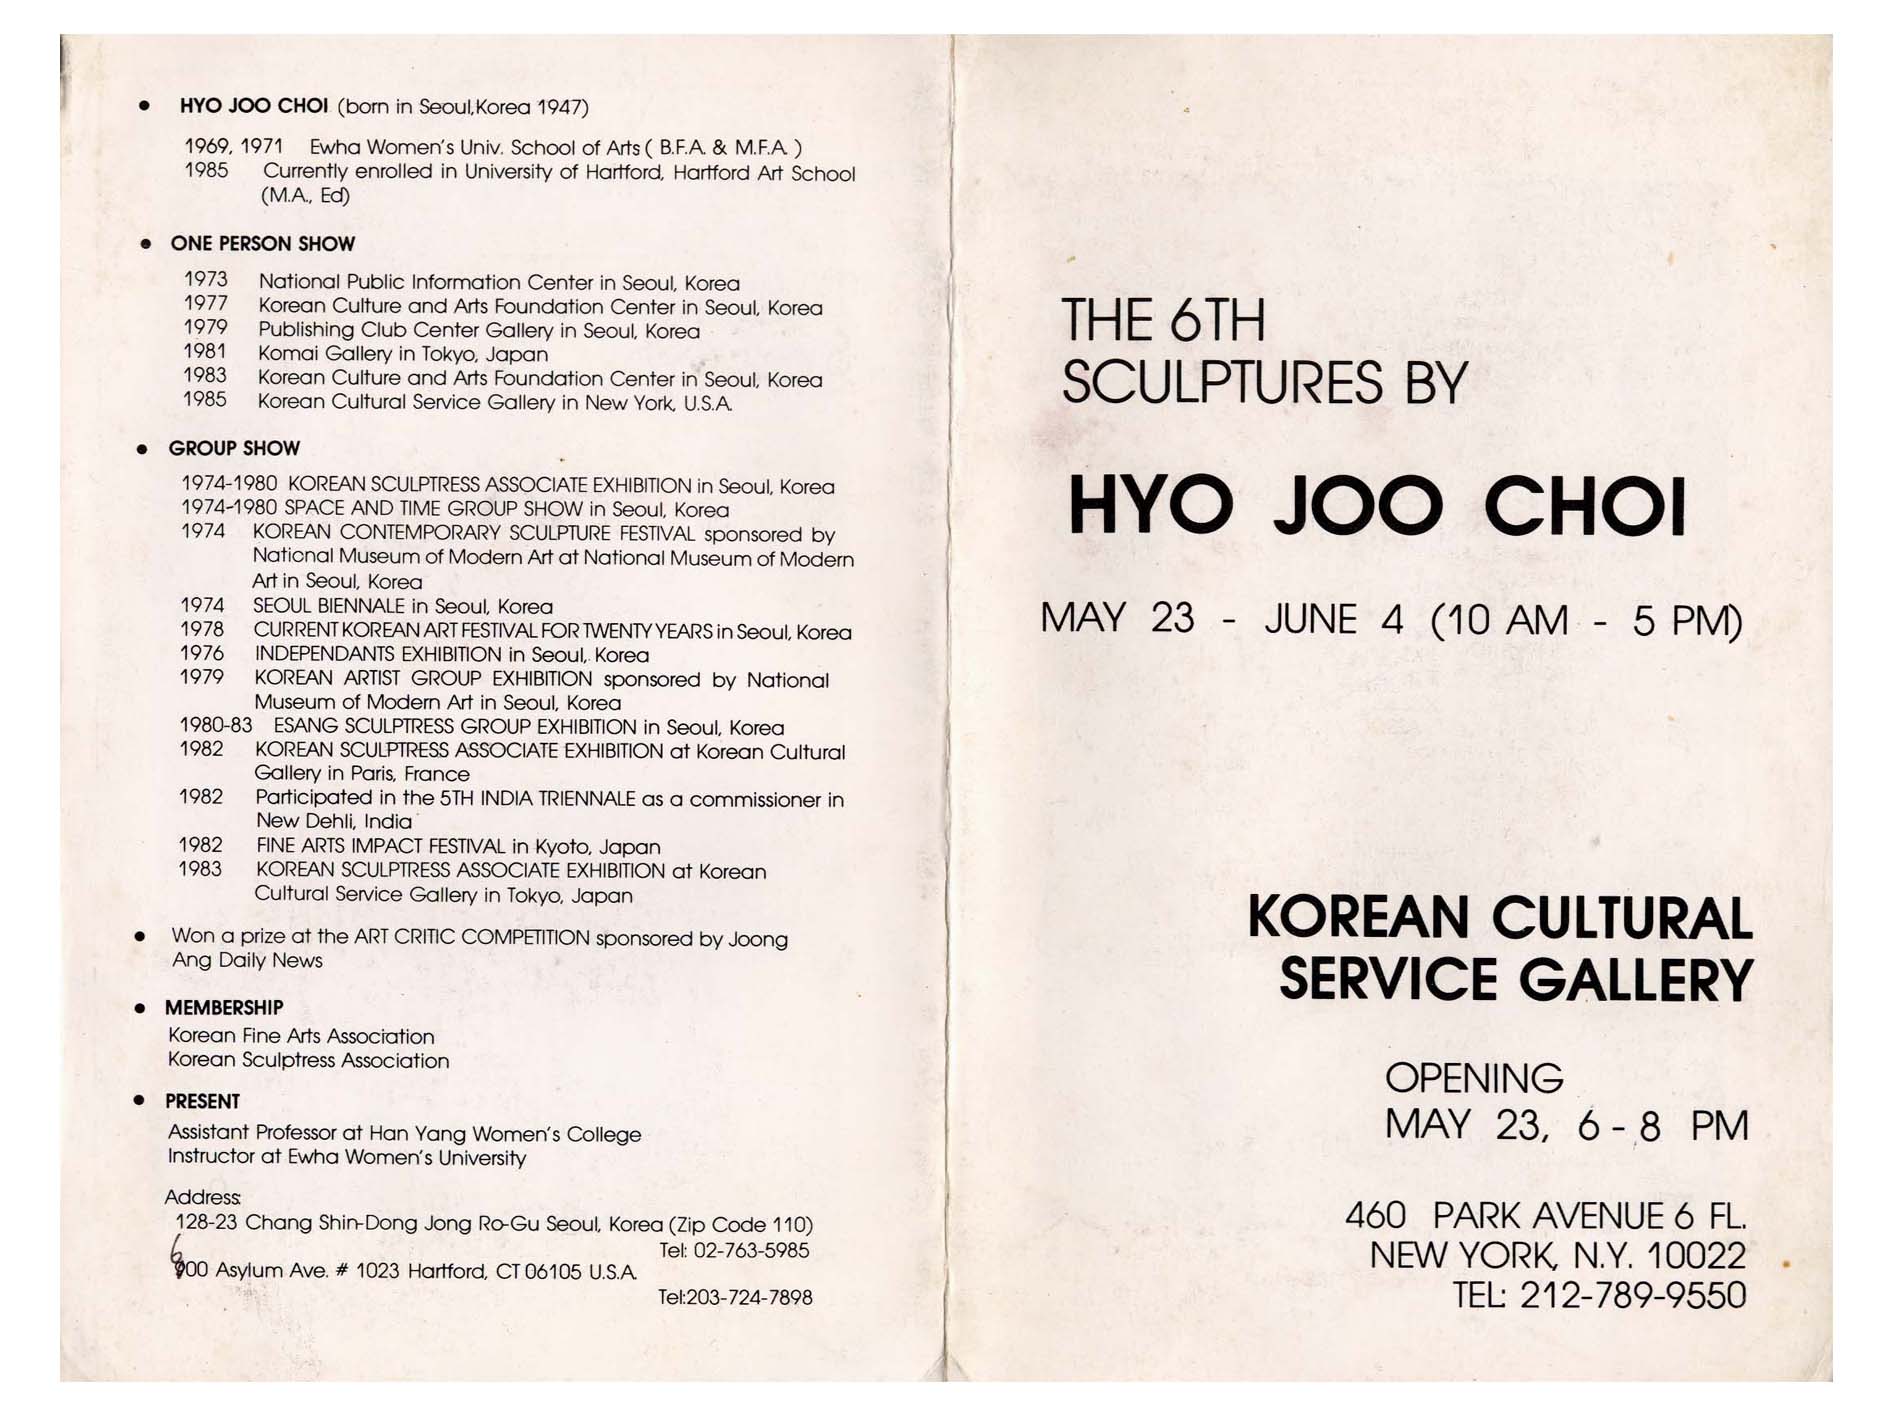 • HYO JOO CHOI (born in Seoul,Korea 1947)
1969, 1971 Ewha Women's Univ. School of Arts ( B.F.A. & M.F.A )
1985 Currently enrolled in University of Hartford, Hartford Art School
(M.A., Ed)
• ONE PERSON SHOW
1973 National Public Information Center in Seoul, Korea
1977 Korean Culture and Arts Foundation Center in Seoul, Korea
1979 Publishing Club Center Gallery in Seoul, Korea
1981 Komai Gallery in Tokyo, Japan
1983 Korean Culture and Arts Foundation Center in Seoul, Korea
1985 Korean Cultural Service Gallery in New York, U.S.A.
• GROUP SHOW
1974-1980 KOREAN SCULPTRESS ASSOCIATE EXHIBITION in Seoul, Korea
1974-1980 SPACE AND TIME GROUP SHOW in Seoul, Korea
1974 KOREAN CONTEMPORARY SCULPTURE FESTIVAL sponsored by
National Museum of Modern Art at National Museum of Modern
Art in Seoul, Korea
1974 SEOUL BIENNALE in Seoul, Korea
1978 CURRENT KOREAN ART FESTIVAL FOR TWENTY YEARS in Seoul, Korea
1976 INDEPENDANTS EXHIBITION in Seoul, Korea
1979 KOREAN ARTIST GROUP EXHIBITION sponsored by National
Museum of Modern Art in Seoul, Korea
1980-83 ESANG SCULPTRESS GROUP EXHIBITION in Seoul, Korea
1982 KOREAN SCULPTRESS ASSOCIATE EXHIBITION at Korean Cultural
Gallery in Paris, France
1982 Participated in the 5TH INDIA TRIENNALE as a commissioner in
New Dehli, India
1982 FINE ARTS IMPACT FESTIVAL in Kyoto, Japan
1983 KOREAN SCULPTRESS ASSOCIATE EXHIBITION at Korean
Cultural Service Gallery in Tokyo, Japan
• Won a prize at the ART CRITIC COMPETITION sponsored by Joong
Ang Daily News
• MEMBERSHIP
Korean Fine Arts Association
Korean Sculptress Association
• PRESENT
Assistant Professor at Han Yang Women's College
Instructor at Ewha Women's University
Address:
128-23 Chang Shin-Dong Jong Ro-Gu Seoul, Korea (Zip Code 110)
Tel: 02-763-5985
6
900 Asylum Ave. # 1023 Hartford, CT 06105 U.S.A.
Tel:203-724-7898
THE 6TH
SCULPTURES BY
HYO JOO CHOI
MAY 23 - JUNE 4 (10 AM - 5 PM)
KOREAN CULTURAL
SERVICE GALLERY
OPENING
MAY 23, 6 - 8 PM
460 PARK AVENUE 6 FL.
NEW YORK, N.Y. 10022
TEL: 212-789-9550